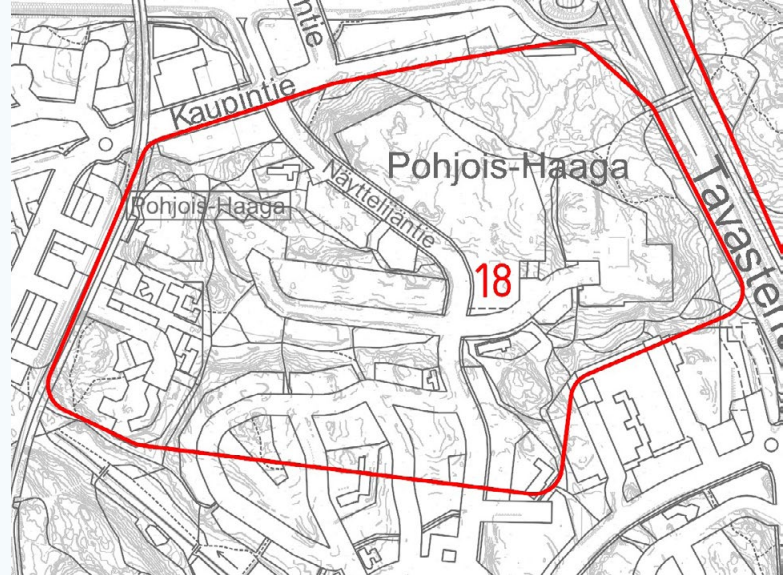 ntie
Kaupintie
Pohjois-Haaga
Näyttelijäntie
Pohjois-Haaga
Tavaste
18